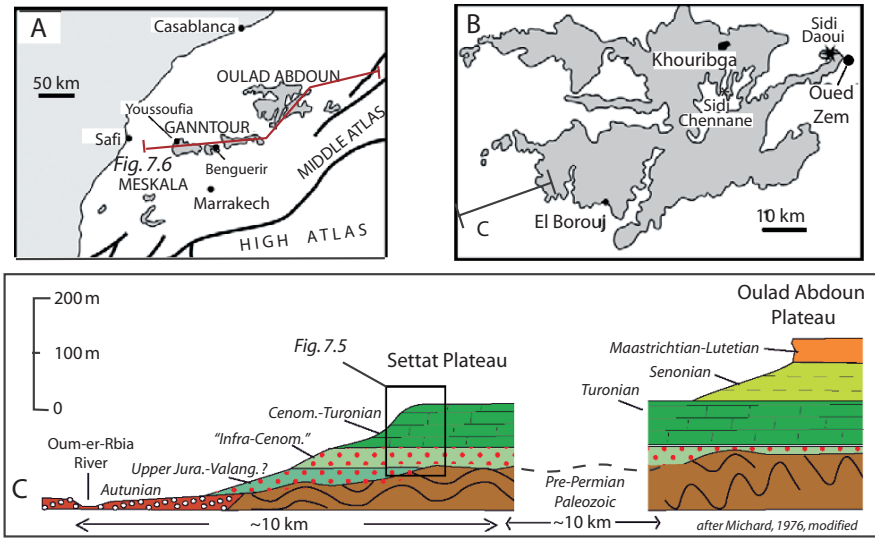 A
Casablanca
50 km
OULAD ABDOUN
Youssoufia
GANNTOUR
Safi
Fig. 7.6
MESKALA
Benguerir
Marrakech
MIDDLE ATLAS
HIGH ATLAS
B
Sidi
Daoui
Khouribga
Sidi
Chennane
Oued
Zem
C
El Borouj
10 km
200 m
100 m
0
Oulad Abdoun
Plateau
Fig. 7.5
Settat Plateau
Maastrichtian-Lutetian
Senonian
Turonian
Cenom.-Turonian
"Infra-Cenom."
Oum-er-Rbia
River
Upper Jura.-Valang. ?
C
Autunian
Pre-Permian
Paleozoic
~10 km
~10 km
after Michard, 1976, modified